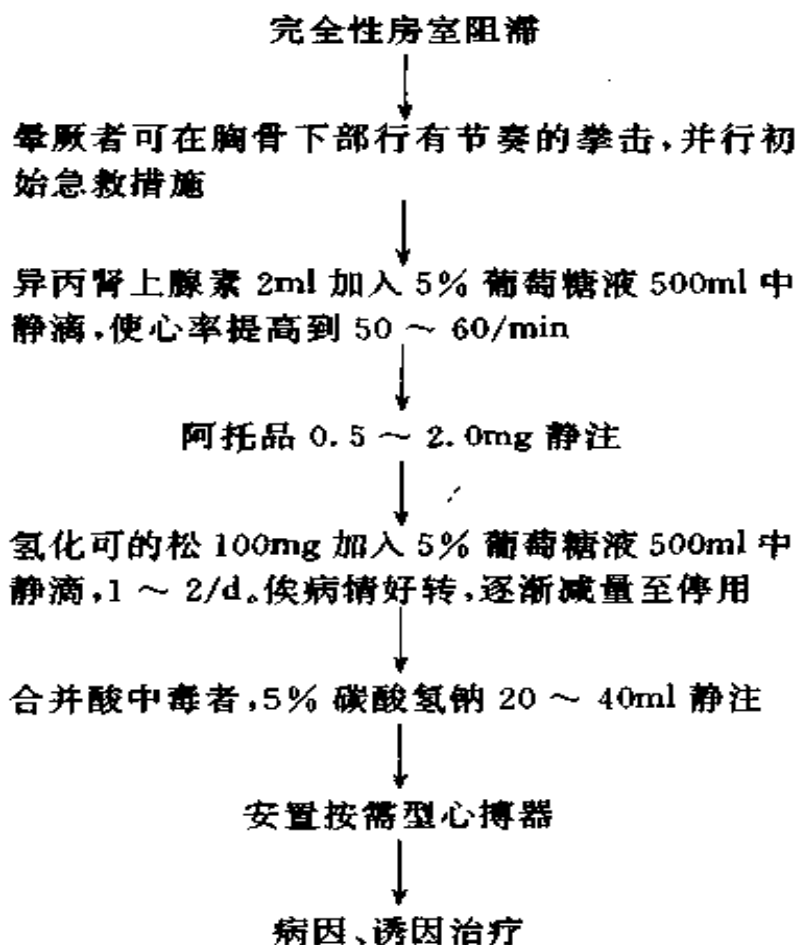 完全性房室阻滞
晕厥者可在胸骨下部行有节奏的拳击,并行初
始急救措施
异丙肾上腺素 2ml 加入 5% 葡萄糖液 500ml 中
静滴,使心率提高到 50 ~ 60/min
阿托品 0.5 ~ 2.0mg 静注
氢化可的松 100mg 加入 5% 葡萄糖液 500ml 中
静滴,1 ~ 2/d。俟病情好转,逐渐减量至停用
合并酸中毒者,5% 碳酸氢钠 20 ~ 40ml 静注
安置按需型心搏器
病因、诱因治疗